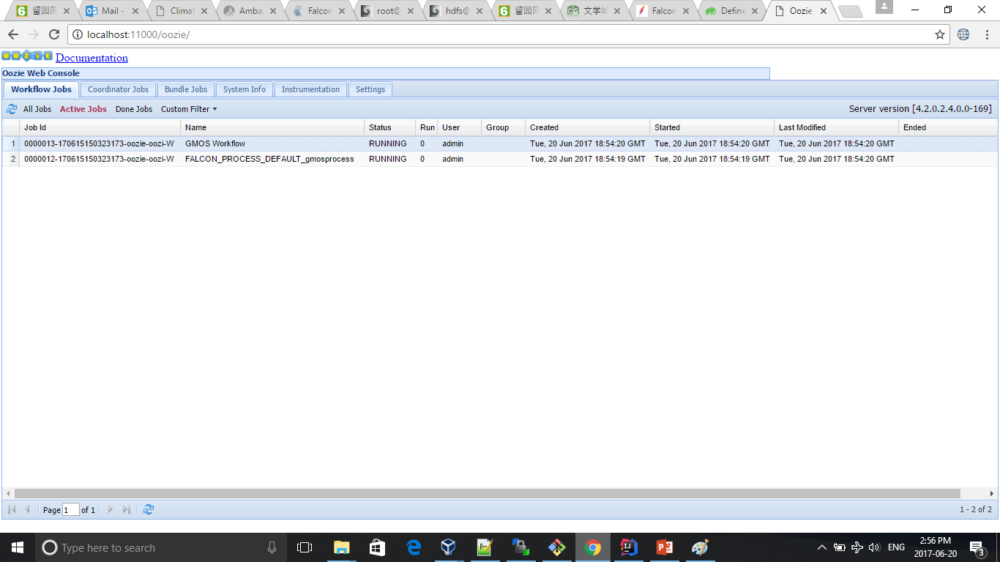 留园网 Mail - Climat Amba Falcon root@ hdfs@ 留园网 文学城 Falcon Define Oozie
localhost:11000/oozie/
OOZIE Documentation
Oozie Web Console
Workflow Jobs Coordinator Jobs Bundle Jobs System Info Instrumentation Settings
All Jobs Active Jobs Done Jobs Custom Filter Server version [4.2.0.2.4.0.0-169]
Job Id Name Status Run User Group Created Started Last Modified Ended
1 0000013-170615150323173-oozie-oozi-W GMOS Workflow RUNNING 0 admin Tue, 20 Jun 2017 18:54:20 GMT Tue, 20 Jun 2017 18:54:20 GMT Tue, 20 Jun 2017 18:54:20 GMT
2 0000012-170615150323173-oozie-oozi-W FALCON_PROCESS_DEFAULT_gmosprocess RUNNING 0 admin Tue, 20 Jun 2017 18:54:19 GMT Tue, 20 Jun 2017 18:54:19 GMT Tue, 20 Jun 2017 18:54:20 GMT
Page 1 of 1 1 - 2 of 2
Type here to search ENG 2:56 PM
2017-06-20 3